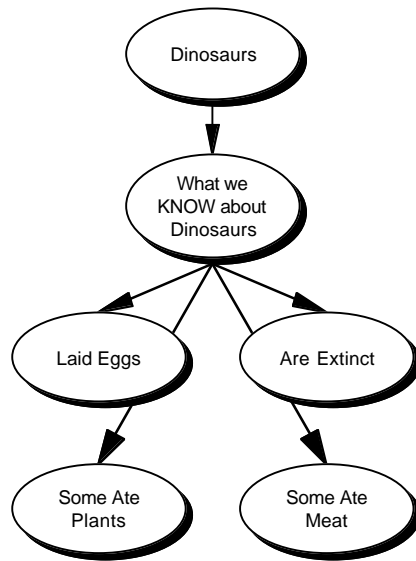 Dinosaurs
What we
KNOW about
Dinosaurs
Laid Eggs
Are Extinct
Some Ate
Plants
Some Ate
Meat